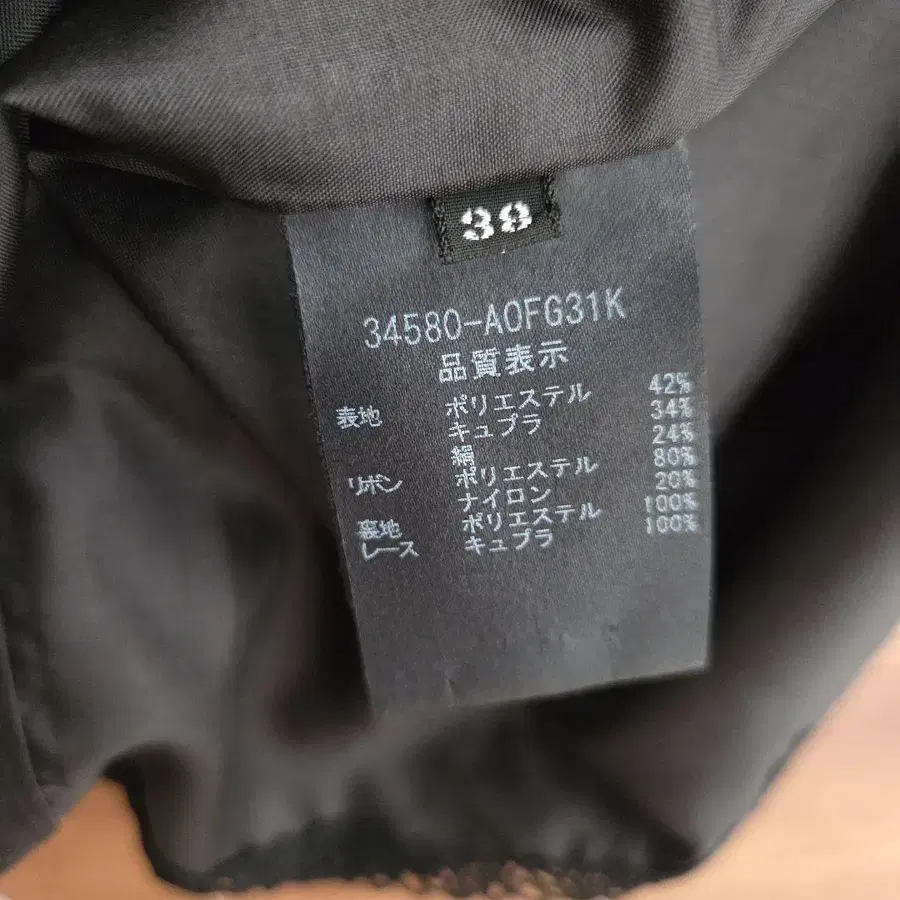 38
34580-A0FG31K
品質表示
表地 ポリエステル 42%
キュプラ 34%
絹 24%
リボン ポリエステル 80%
ナイロン 20%
裏地 ポリエステル 100%
レース キュプラ 100%